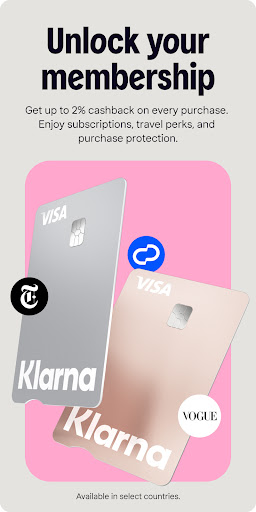 Unlock your
membership
Get up to 2% cashback on every purchase.
Enjoy subscriptions, travel perks, and
purchase protection.
VISA
VISA
Klarna
VOGUE
Klarna
Available in select countries.